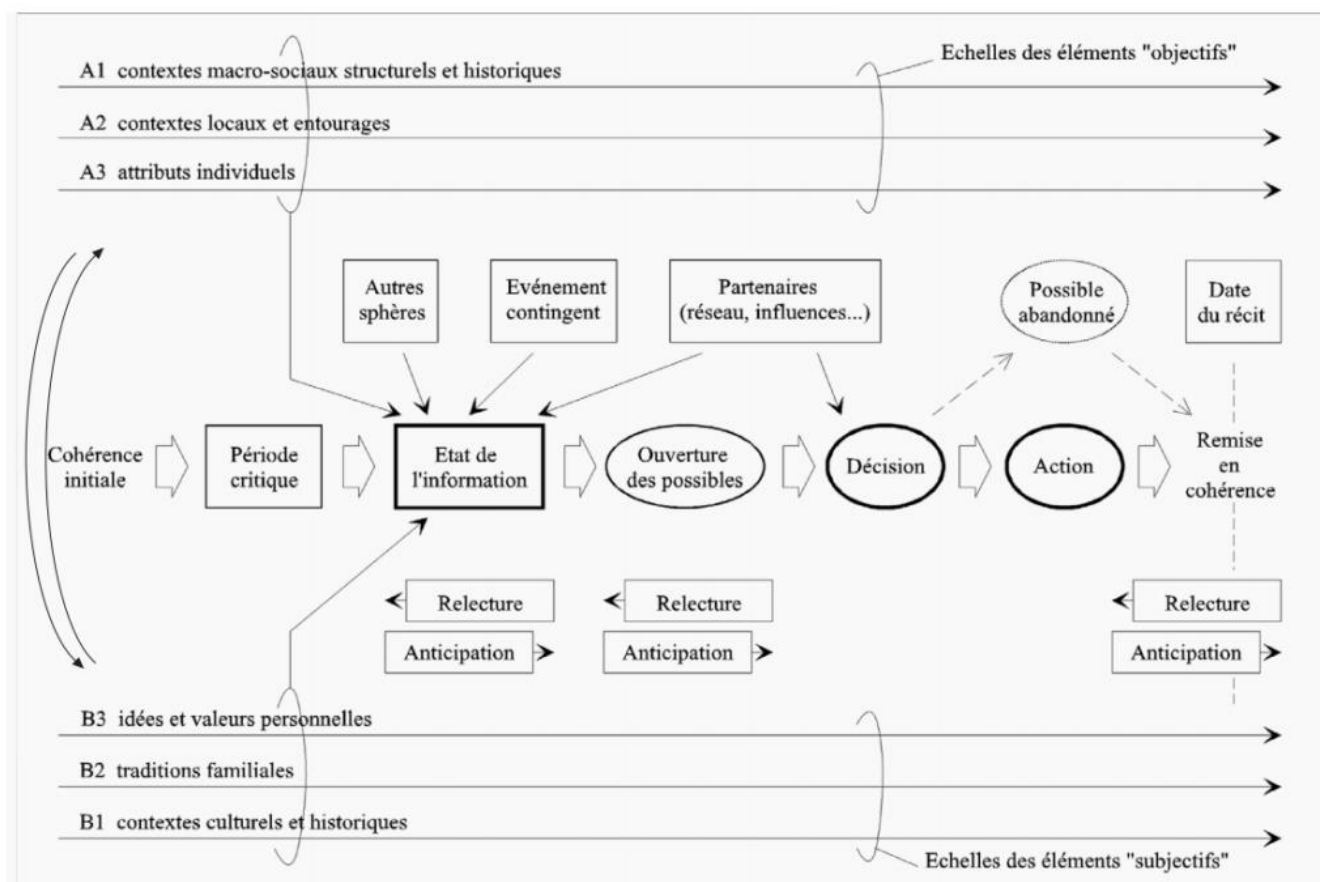 Echelles des éléments "objectifs"
A1 contextes macro-sociaux structurels et historiques
A2 contextes locaux et entourages
A3 attributs individuels
Autres
sphères
Evénement
contingent
Partenaires
(réseau, influences...)
Possible
abandonné
Date
du récit
Cohérence
initiale
Période
critique
Etat de
l'information
Ouverture
des possibles
Décision
Action
Remise
en
cohérence
Relecture
Anticipation
Relecture
Anticipation
Relecture
Anticipation
B3 idées et valeurs personnelles
B2 traditions familiales
B1 contextes culturels et historiques
Echelles des éléments "subjectifs"